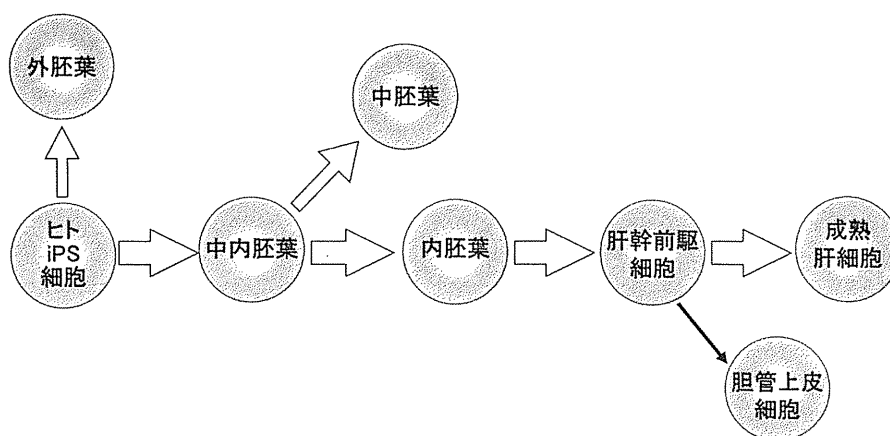 外胚葉
中胚葉
ヒト
iPS
細胞
中内胚葉
内胚葉
肝幹前駆
細胞
成熟
肝細胞
胆管上皮
細胞